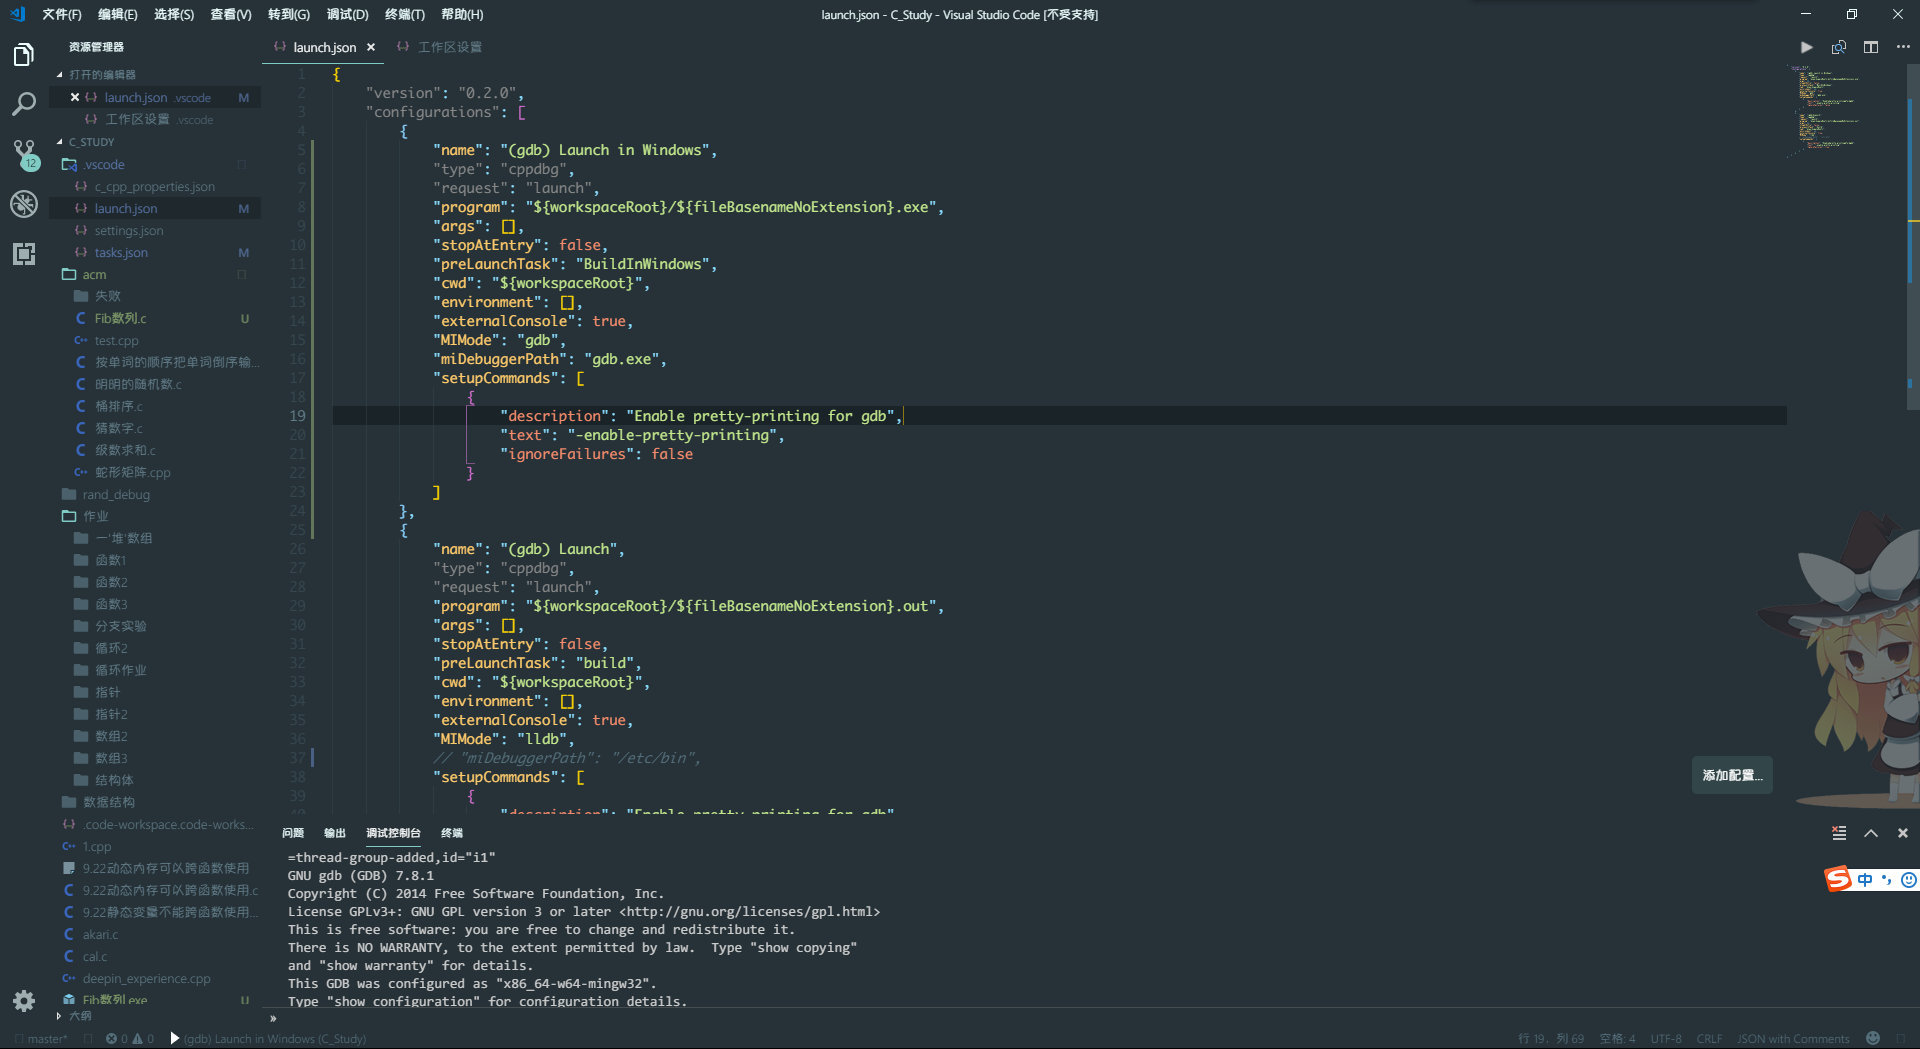 文件(F) 编辑(E) 选择(S) 查看(V) 转到(G) 调试(D) 终端(T) 帮助(H)
launch.json - C_Study - Visual Studio Code [不受支持]
资源管理器
打开的编辑器
launch.json .vscode M
工作区设置 .vscode
C_STUDY
.vscode
c_cpp_properties.json
launch.json M
settings.json
tasks.json M
acm
失败
Fib数列.c U
test.cpp
按单词的顺序把单词倒序输...
明明的随机数.c
桶排序.c
猜数字.c
级数求和.c
蛇形矩阵.cpp
rand_debug
作业
一'堆'数组
函数1
函数2
函数3
分支实验
循环2
循环作业
指针
指针2
数组2
数组3
结构体
数据结构
.code-workspace.code-works...
1.cpp
9.22动态内存可以跨函数使用
9.22动态内存可以跨函数使用.c
9.22静态变量不能跨函数使用...
akari.c
cal.c
deepin_experience.cpp
Fib数列.exe U
大纲
12
launch.json 工作区设置
1 {
2 "version": "0.2.0",
3 "configurations": [
4 {
5 "name": "(gdb) Launch in Windows",
6 "type": "cppdbg",
7 "request": "launch",
8 "program": "${workspaceRoot}/${fileBasenameNoExtension}.exe",
9 "args": [],
10 "stopAtEntry": false,
11 "preLaunchTask": "BuildInWindows",
12 "cwd": "${workspaceRoot}",
13 "environment": [],
14 "externalConsole": true,
15 "MIMode": "gdb",
16 "miDebuggerPath": "gdb.exe",
17 "setupCommands": [
18 {
19 "description": "Enable pretty-printing for gdb",
20 "text": "-enable-pretty-printing",
21 "ignoreFailures": false
22 }
23 ]
24 },
25 {
26 "name": "(gdb) Launch",
27 "type": "cppdbg",
28 "request": "launch",
29 "program": "${workspaceRoot}/${fileBasenameNoExtension}.out",
30 "args": [],
31 "stopAtEntry": false,
32 "preLaunchTask": "build",
33 "cwd": "${workspaceRoot}",
34 "environment": [],
35 "externalConsole": true,
36 "MIMode": "lldb",
37 // "miDebuggerPath": "/etc/bin",
38 "setupCommands": [
39 {
40 "description": "Enable pretty-printing for gdb"
添加配置...
问题 输出 调试控制台 终端
=thread-group-added,id="i1"
GNU gdb (GDB) 7.8.1
Copyright (C) 2014 Free Software Foundation, Inc.
License GPLv3+: GNU GPL version 3 or later <http://gnu.org/licenses/gpl.html>
This is free software: you are free to change and redistribute it.
There is NO WARRANTY, to the extent permitted by law.  Type "show copying"
and "show warranty" for details.
This GDB was configured as "x86_64-w64-mingw32".
Type "show configuration" for configuration details.
»
S 中 •,
master* 0 0 (gdb) Launch in Windows (C_Study)
行 19，列 69 空格: 4 UTF-8 CRLF JSON with Comments